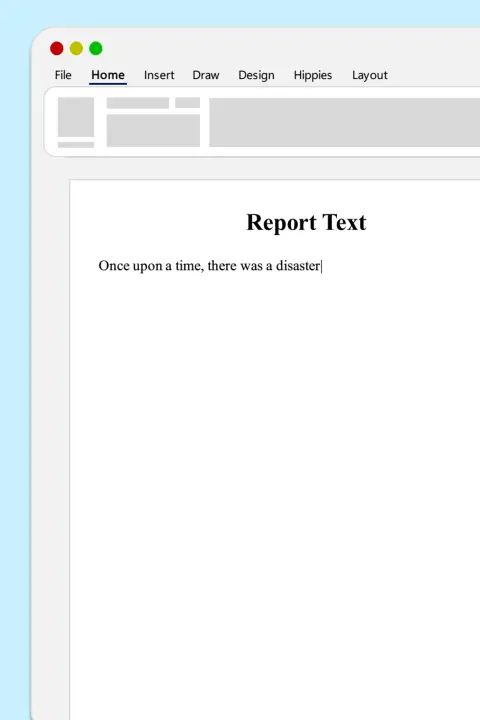 File Home Insert Draw Design Hippies Layout
Report Text
Once upon a time, there was a disaster